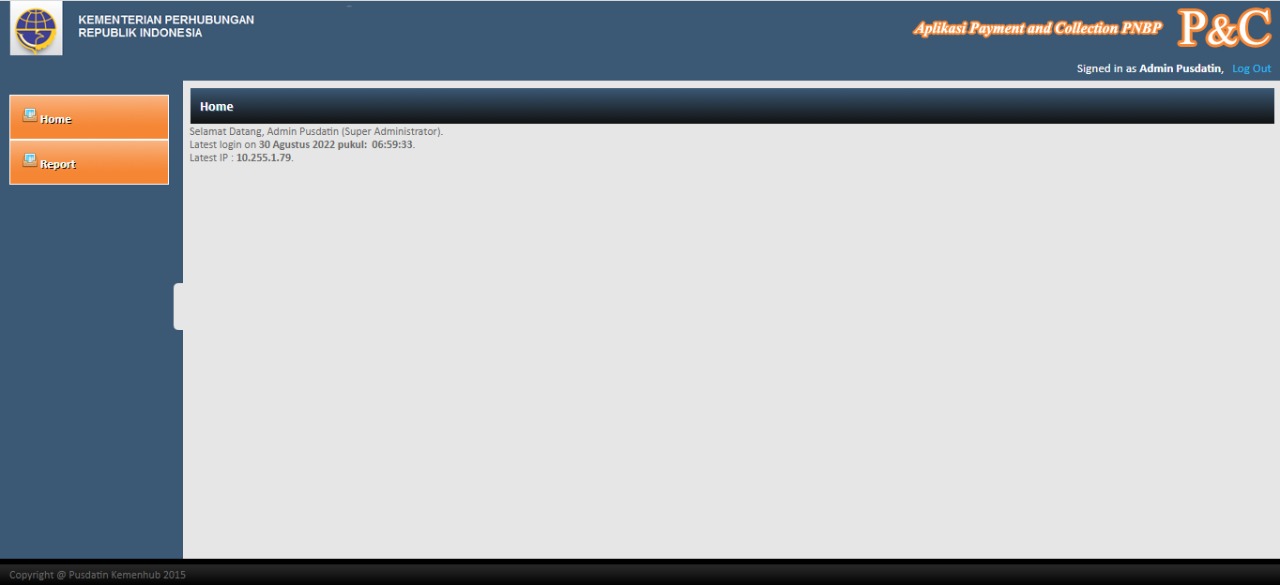 KEMENTERIAN PERHUBUNGAN
REPUBLIK INDONESIA
Aplikasi Payment and Collection PNBP P&C
Signed in as Admin Pusdatin, Log Out
Home
Report
Home
Selamat Datang, Admin Pusdatin (Super Administrator).
Latest login on 30 Agustus 2022 pukul: 06:59:33.
Latest IP : 10.255.1.79.
Copyright @ Pusdatin Kemenhub 2015